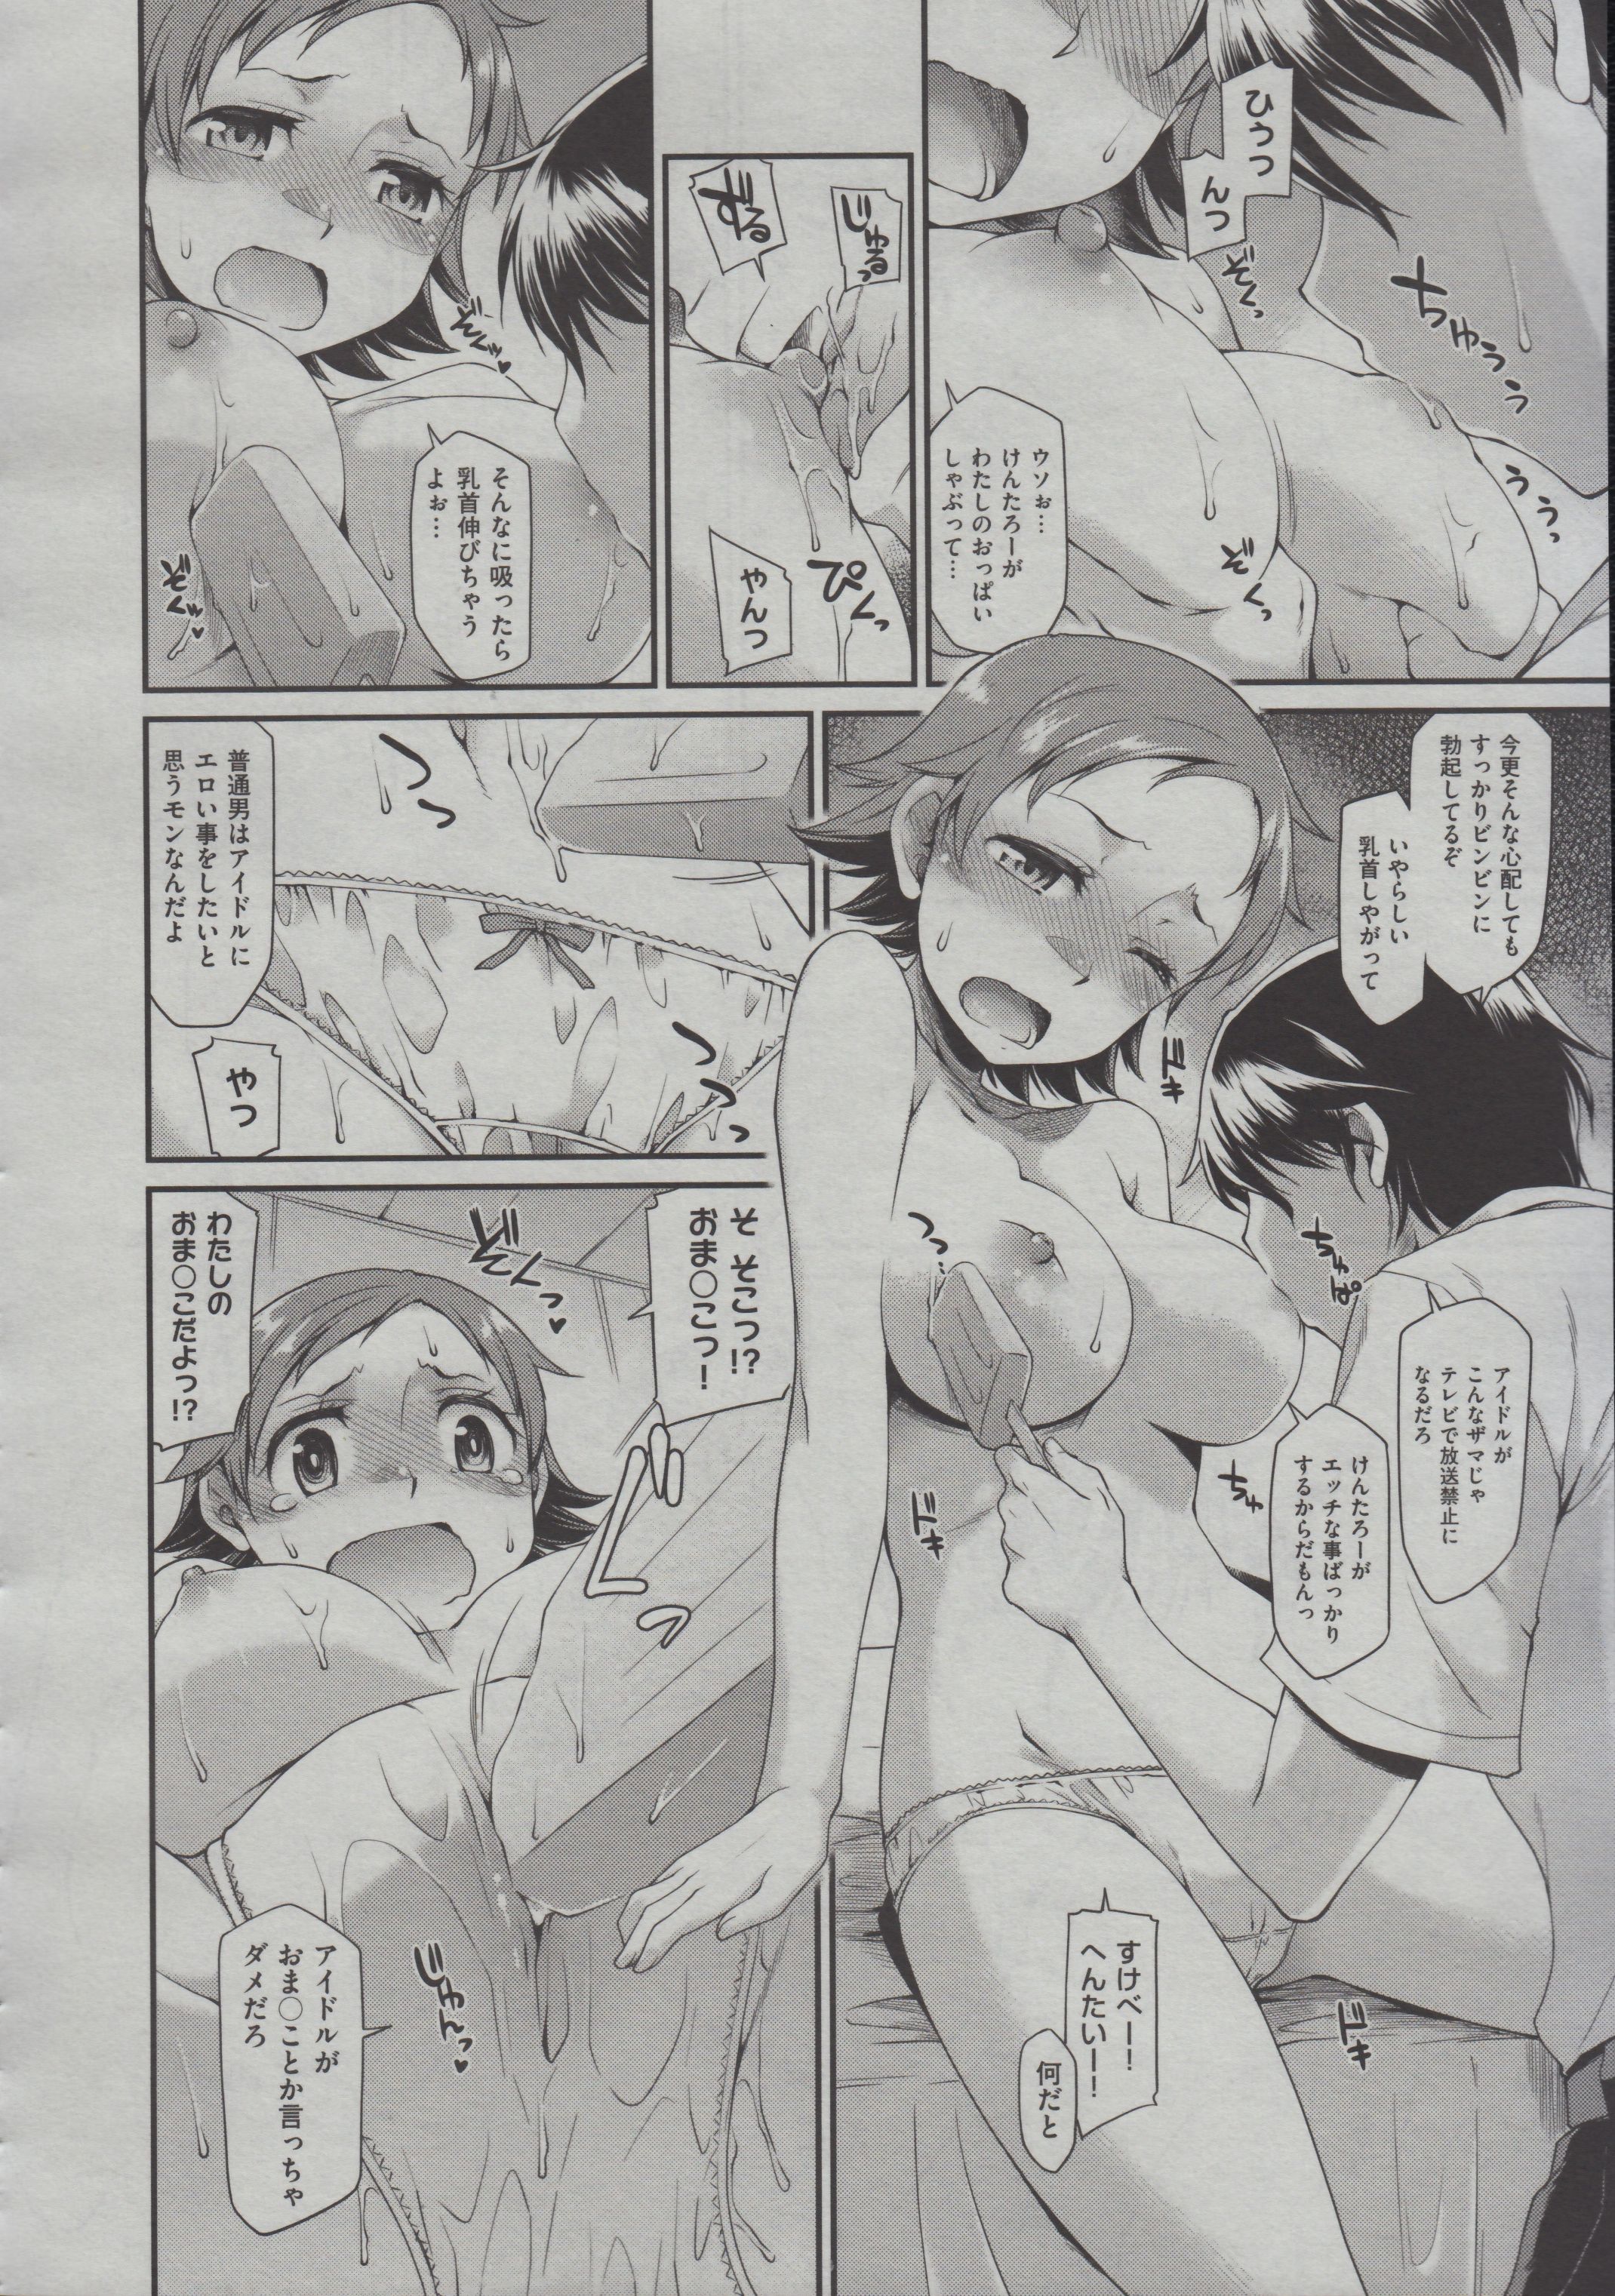 ひうっ
んっ
ぞくっ
ちゅうぅ
ううっ
ぞくっ
ウソぉ…
けんたろーが
わたしのおっぱい
しゃぶって…
じゅるっ
ずる
ぴくっ
やんっ
ぞくッ♥
そんなに吸ったら
乳首伸びちゃう
よぉ…
ぞくッ♥
今更そんな心配しても
すっかりビンビンに
勃起してるぞ
いやらしい
乳首しやがって
ドキ
ちゅぱ
つつ…
アイドルが
こんなザマじゃ
テレビで放送禁止に
なるだろ
けんたろーが
エッチな事ばっかり
するからだもんっ
ちゅ
ドキ
すけべー！
へんたいー！
何だと
ドキ
つつ
つつっ
普通男はアイドルに
エロい事をしたいと
思うモンなんだよ
やっ
そ そこっ!?
おま○こっ！
ぞくっ♥
わたしの
おま○こだよっ!?
ぐっ
じゅんっ♥
アイドルが
おま○ことか言っちゃ
ダメだろ